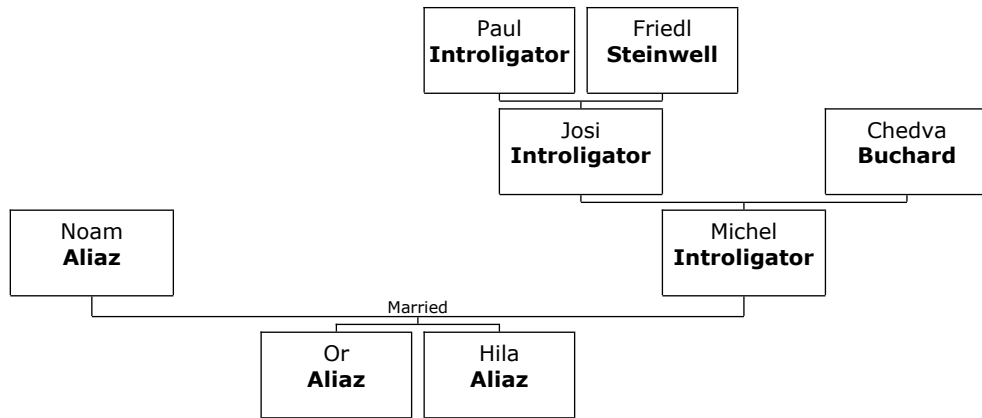 Paul
Introligator
Friedl
Steinwell
Josi
Introligator
Chedva
Buchard
Noam
Aliaz
Michel
Introligator
Married
Or
Aliaz
Hila
Aliaz